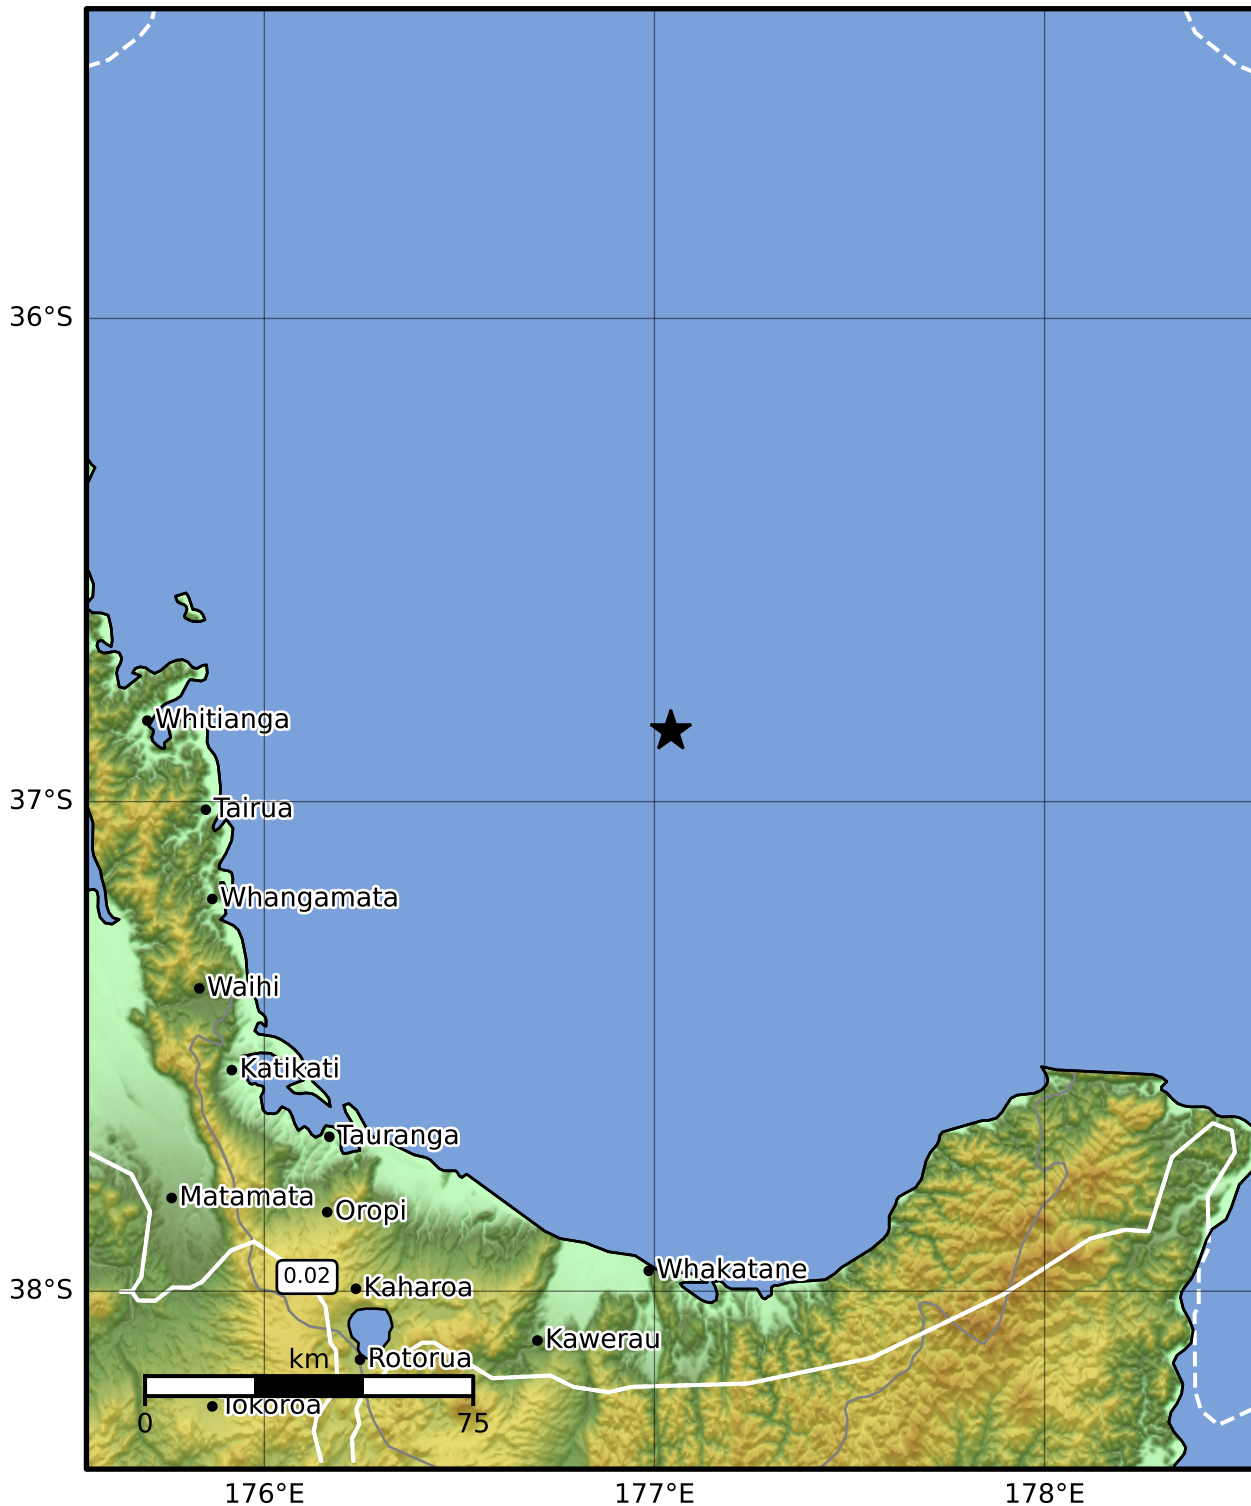 36°S
Whitianga
37°S
Tairua
Whangamata
Waihi
Katikati
Tauranga
Matamata
Oropi
Whakatane
0.02
38°S
Kaharoa
Kawerau
km
Rotorua
Tokoroa
0
75
176°E
177°E
178°E